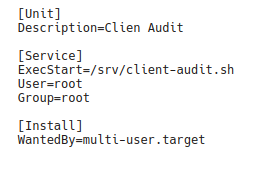 [Unit]
Description=Clien Audit
[Service]
ExecStart=/srv/client-audit.sh
User=root
Group=root
[Install]
WantedBy=multi-user.target